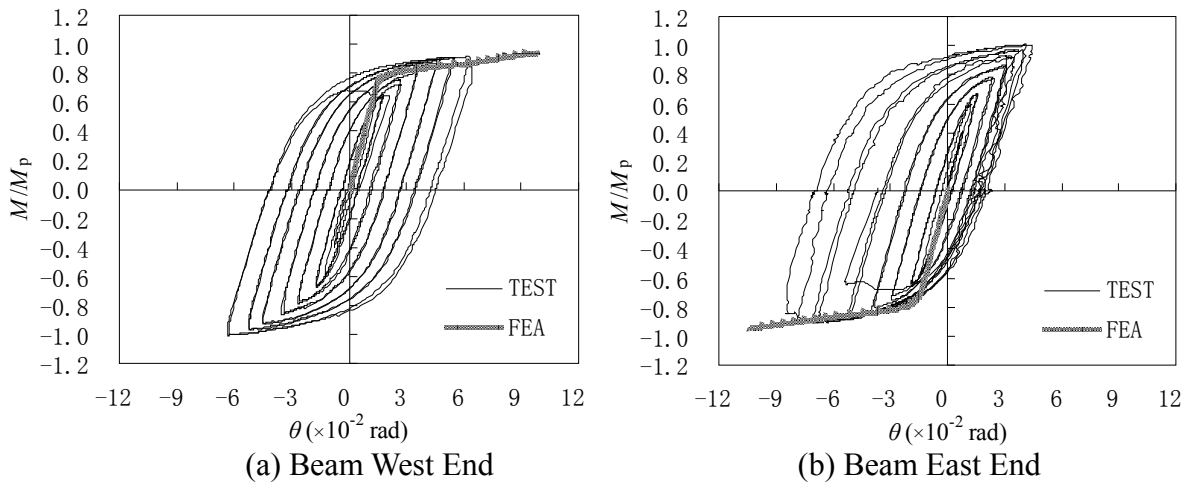 1.2
1.0
0.8
0.6
0.4
0.2
0.0
-0.2
-0.4
-0.6
-0.8
-1.0
-1.2
M/Mp
TEST
FEA
-12 -9 -6 -3 0 3 6 9 12
θ (×10-2 rad)
(a) Beam West End
1.2
1.0
0.8
0.6
0.4
0.2
0.0
-0.2
-0.4
-0.6
-0.8
-1.0
-1.2
M/Mp
TEST
FEA
-12 -9 -6 -3 0 3 6 9 12
θ (×10-2 rad)
(b) Beam East End